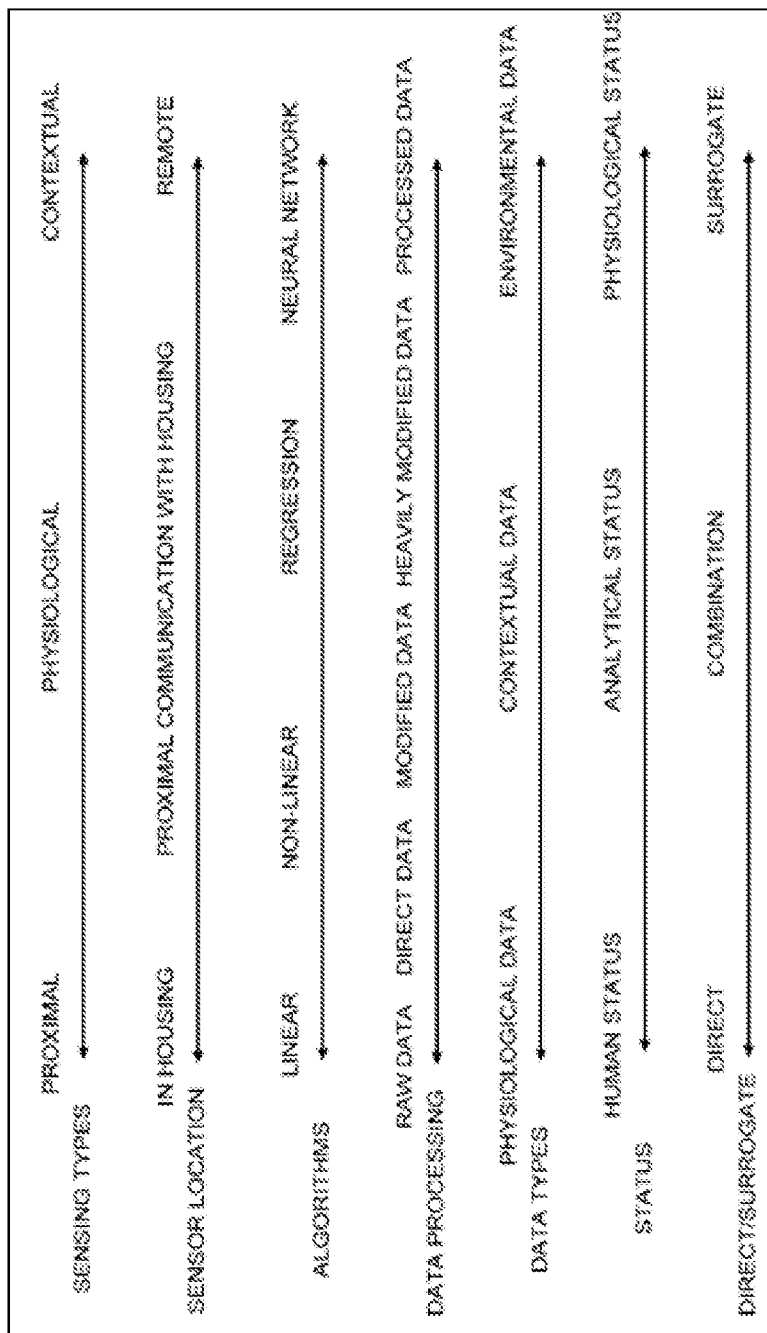 PROXIMAL PHYSIOLOGICAL CONTEXTUAL
SENSING TYPES
IN HOUSING PROXIMAL COMMUNICATION WITH HOUSING REMOTE
SENSOR LOCATION
LINEAR NON-LINEAR REGRESSION NEURAL NETWORK
ALGORITHMS
RAW DATA DIRECT DATA MODIFIED DATA HEAVILY MODIFIED DATA PROCESSED DATA
DATA PROCESSING
PHYSIOLOGICAL DATA CONTEXTUAL DATA ENVIRONMENTAL DATA
DATA TYPES
HUMAN STATUS ANALYTICAL STATUS PHYSIOLOGICAL STATUS
STATUS
DIRECT COMBINATION SURROGATE
DIRECT/SURROGATE